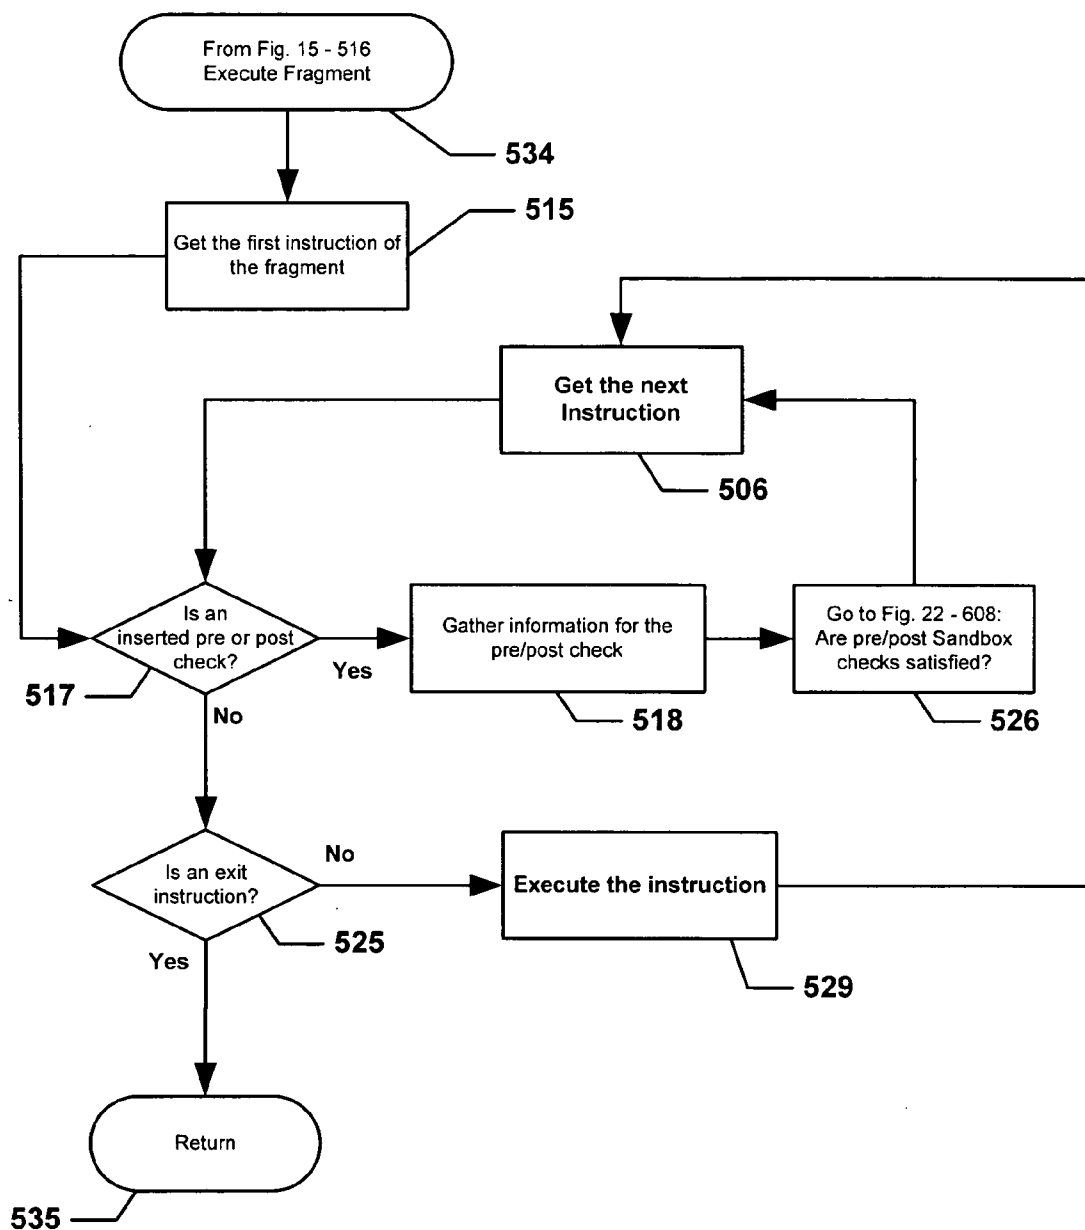 From Fig. 15 - 516
Execute Fragment
534
515
Get the first instruction of
the fragment
Get the next
Instruction
506
Is an
inserted pre or post
check?
517
Yes
No
Gather information for the
pre/post check
518
Go to Fig. 22 - 608:
Are pre/post Sandbox
checks satisfied?
526
Is an exit
instruction?
No
525
Yes
Execute the instruction
529
Return
535